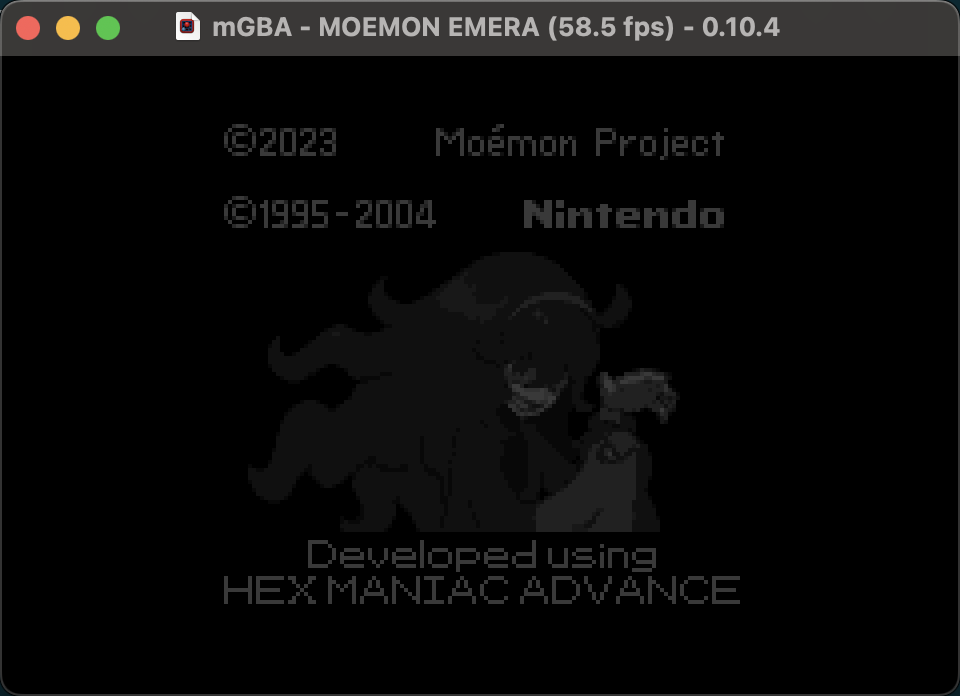 mGBA - MOEMON EMERA (58.5 fps) - 0.10.4
©2023 Moémon Project
©1995-2004 Nintendo
Developed using
HEX MANIAC ADVANCE